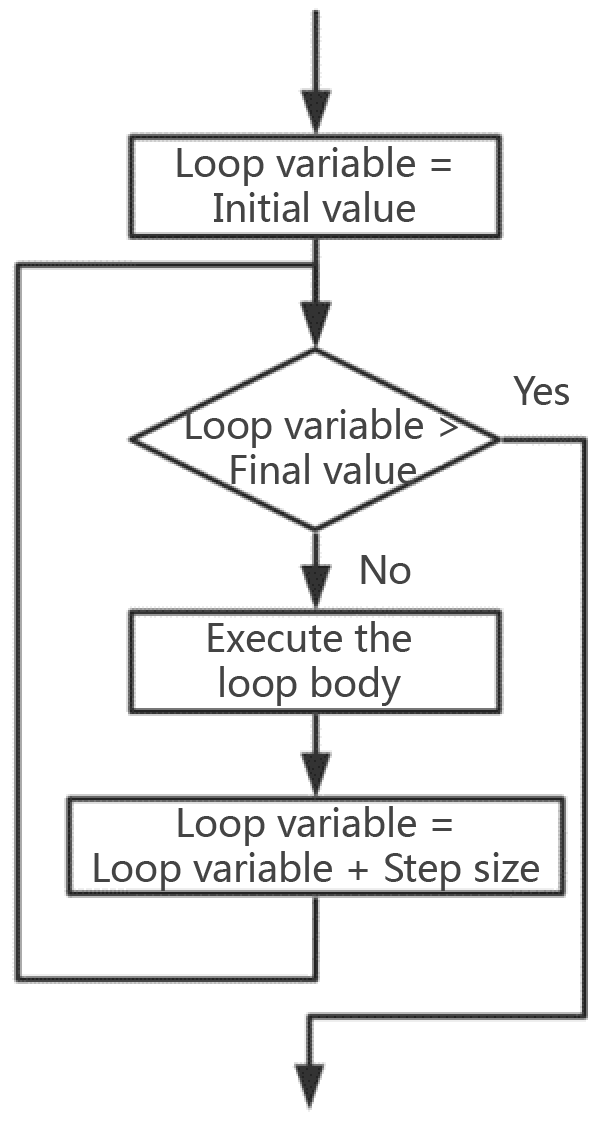 Loop variable =
Initial value
Yes
Loop variable >
Final value
No
Execute the
loop body
Loop variable =
Loop variable + Step size